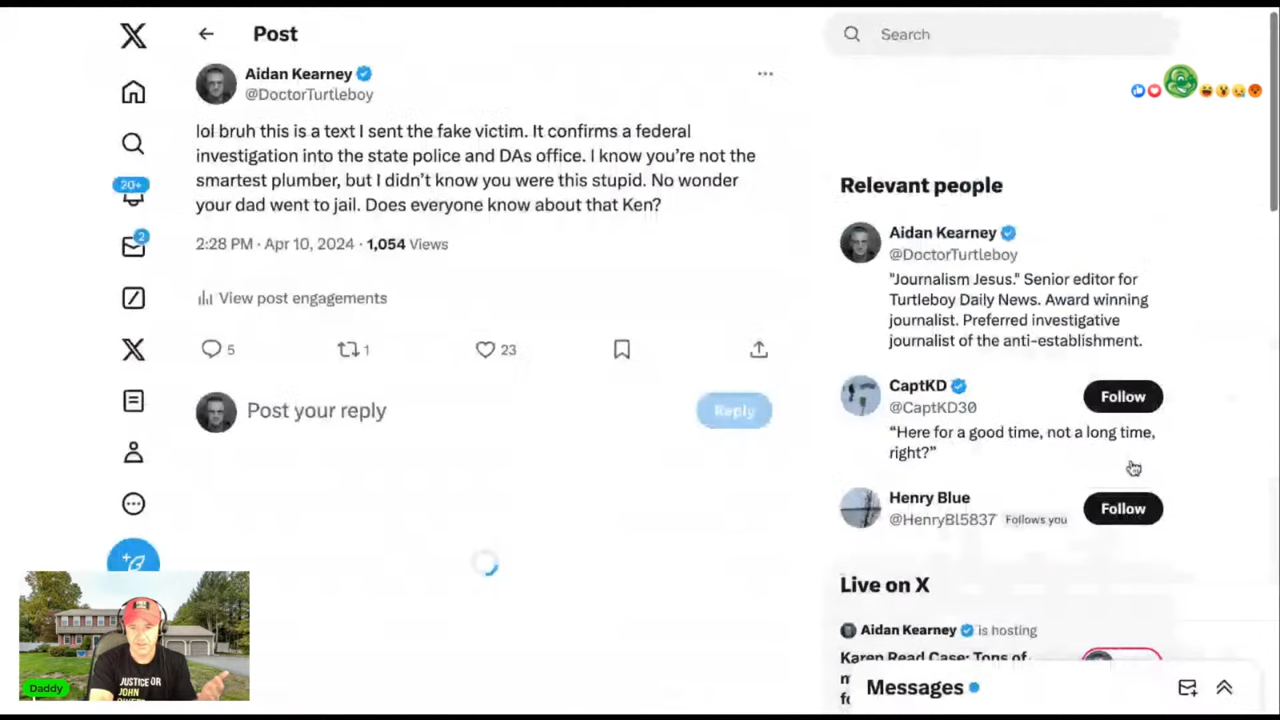 Post
Search
Aidan Kearney
@DoctorTurtleboy
lol bruh this is a text I sent the fake victim. It confirms a federal
investigation into the state police and DAs office. I know you’re not the
smartest plumber, but I didn’t know you were this stupid. No wonder
your dad went to jail. Does everyone know about that Ken?
2:28 PM · Apr 10, 2024 · 1,054 Views
View post engagements
5
1
23
Post your reply
Reply
20+
2
Relevant people
Aidan Kearney
@DoctorTurtleboy
"Journalism Jesus." Senior editor for
Turtleboy Daily News. Award winning
journalist. Preferred investigative
journalist of the anti-establishment.
CaptKD
@CaptKD30
Follow
“Here for a good time, not a long time,
right?”
Henry Blue
@HenryBl5837 Follows you
Follow
Live on X
Aidan Kearney is hosting
Karen Read Case: Tons of
Messages
Daddy
JUSTICE
JOHN